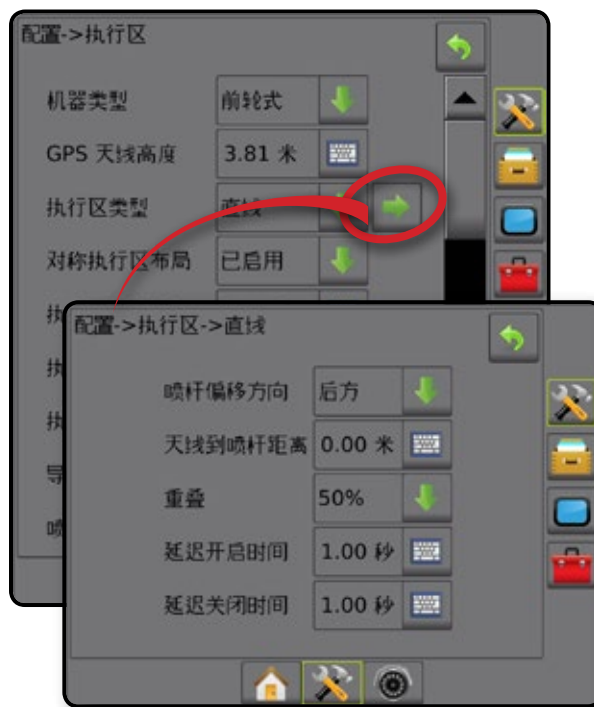 配置->执行区
机器类型 前轮式
GPS 天线高度 3.81 米
执行区类型 直线
对称执行区布局 已启用
配置->执行区->直线
喷杆偏移方向 后方
天线到喷杆距离 0.00 米
重叠 50%
延迟开启时间 1.00 秒
延迟关闭时间 1.00 秒